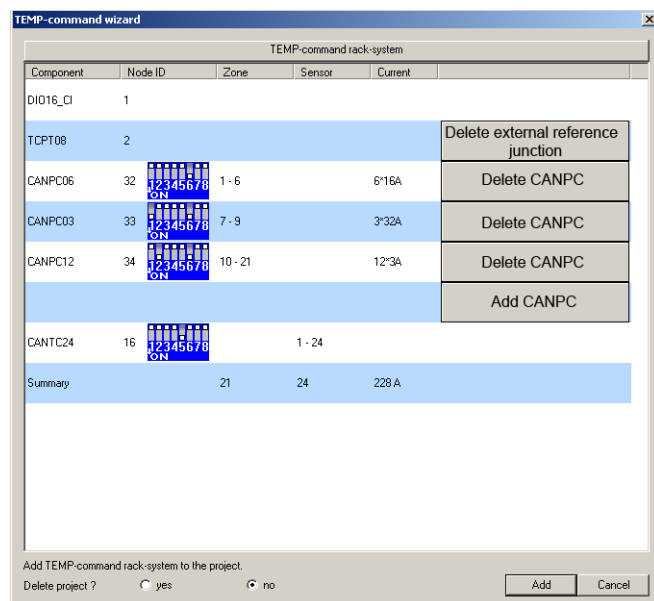 TEMP-command wizard
TEMP-command rack-system
Component Node ID Zone Sensor Current
DIO16_CI 1
TCPT08 2 Delete external reference junction
CANPC06 32 12345678 ON 1 - 6 6*16A Delete CANPC
CANPC03 33 12345678 ON 7 - 9 3*32A Delete CANPC
CANPC12 34 12345678 ON 10 - 21 12*3A Delete CANPC
Add CANPC
CANTC24 16 12345678 ON 1 - 24
Summary 21 24 228 A
Add TEMP-command rack-system to the project.
Delete project ? yes no Add Cancel